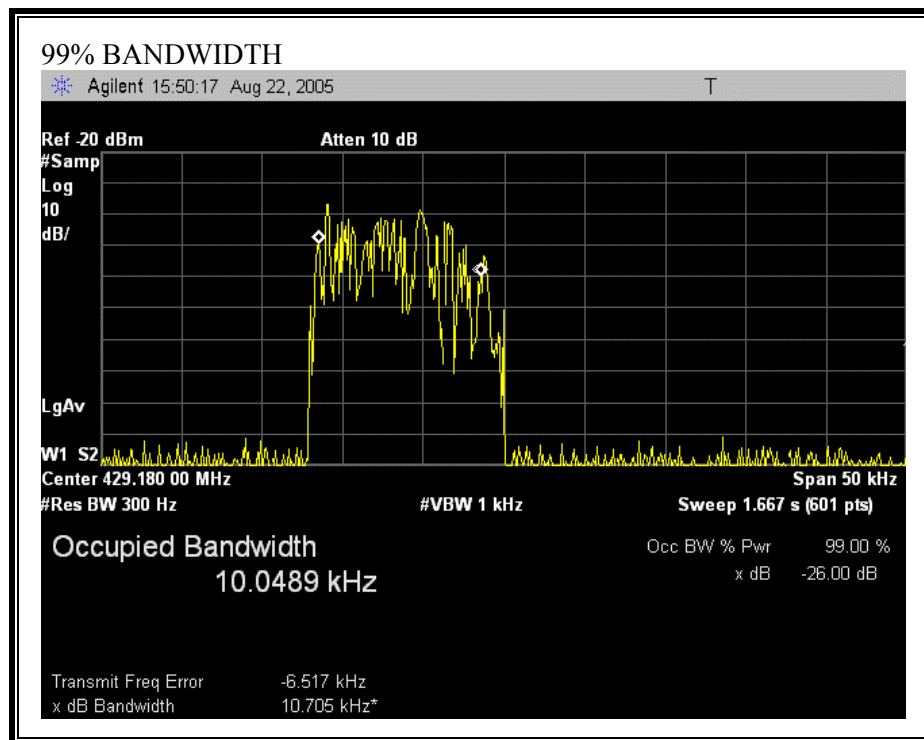 99% BANDWIDTH
Agilent 15:50:17 Aug 22, 2005 T
Ref -20 dBm Atten 10 dB
#Samp
Log
10
dB/
LgAv
W1 S2
Center 429.180 00 MHz Span 50 kHz
#Res BW 300 Hz #VBW 1 kHz Sweep 1.667 s (601 pts)
Occupied Bandwidth Occ BW % Pwr 99.00 %
10.0489 kHz x dB -26.00 dB
Transmit Freq Error -6.517 kHz
x dB Bandwidth 10.705 kHz*